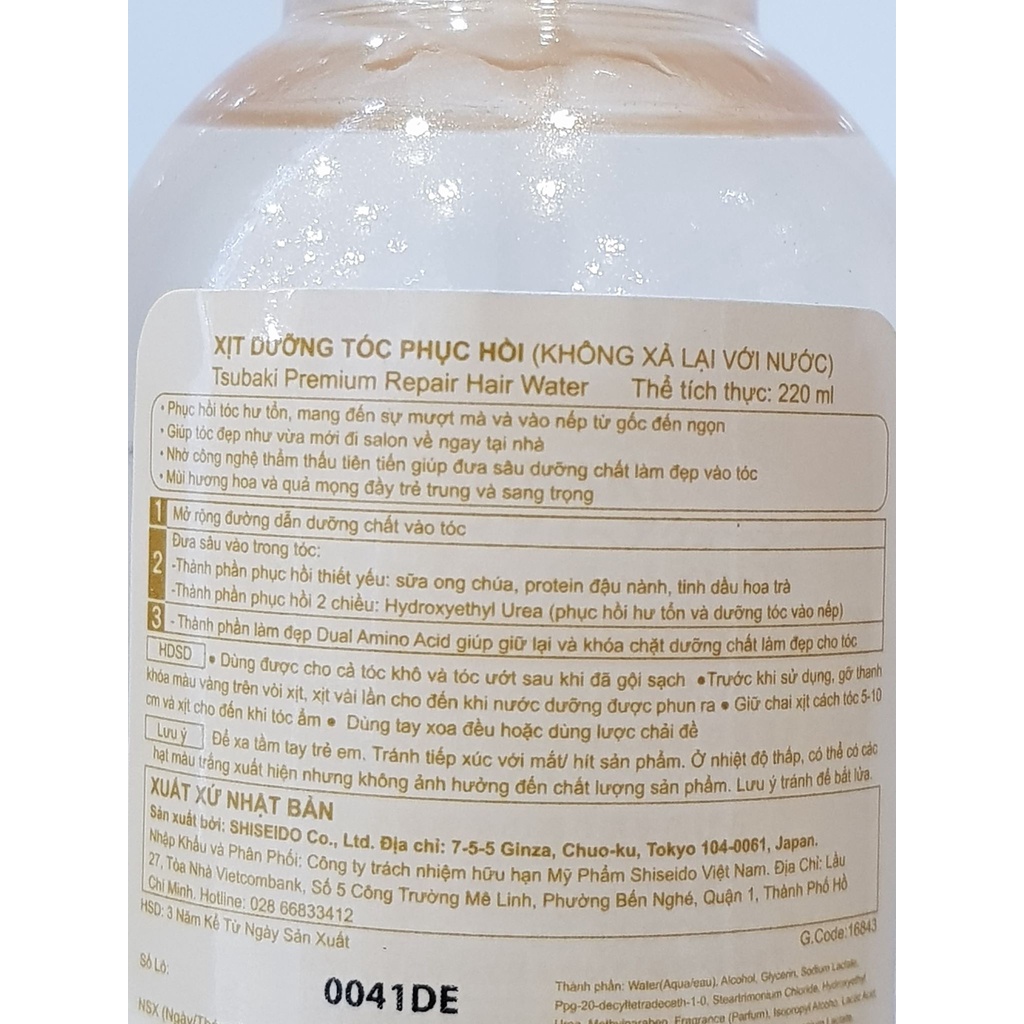 XỊT DƯỠNG TÓC PHỤC HỒI (KHÔNG XẢ LẠI VỚI NƯỚC)
Tsubaki Premium Repair Hair Water Thể tích thực: 220 ml
• Phục hồi tóc hư tổn, mang đến sự mượt mà và vào nếp từ gốc đến ngọn
• Giúp tóc đẹp như vừa mới đi salon về ngay tại nhà
• Nhờ công nghệ thẩm thấu tiên tiến giúp đưa sâu dưỡng chất làm đẹp vào tóc
• Mùi hương hoa và quả mọng đầy trẻ trung và sang trọng
1 Mở rộng đường dẫn dưỡng chất vào tóc
2 Đưa sâu vào trong tóc:
-Thành phần phục hồi thiết yếu: sữa ong chúa, protein đậu nành, tinh dầu hoa trà
-Thành phần phục hồi 2 chiều: Hydroxyethyl Urea (phục hồi hư tổn và dưỡng tóc vào nếp)
3 - Thành phần làm đẹp Dual Amino Acid giúp giữ lại và khóa chặt dưỡng chất làm đẹp cho tóc
HDSD • Dùng được cho cả tóc khô và tóc ướt sau khi đã gội sạch •Trước khi sử dụng, gỡ thanh
khóa màu vàng trên vòi xịt, xịt vài lần cho đến khi nước dưỡng được phun ra • Giữ chai xịt cách tóc 5-10
cm và xịt cho đến khi tóc ẩm • Dùng tay xoa đều hoặc dùng lược chải đề
Lưu ý Để xa tầm tay trẻ em. Tránh tiếp xúc với mắt/ hít sản phẩm. Ở nhiệt độ thấp, có thể có các
hạt màu trắng xuất hiện nhưng không ảnh hưởng đến chất lượng sản phẩm. Lưu ý tránh để bắt lửa.
XUẤT XỨ NHẬT BẢN
Sản xuất bởi: SHISEIDO Co., Ltd. Địa chỉ: 7-5-5 Ginza, Chuo-ku, Tokyo 104-0061, Japan.
Nhập Khẩu và Phân Phối: Công ty trách nhiệm hữu hạn Mỹ Phẩm Shiseido Việt Nam. Địa Chỉ: Lầu
27, Tòa Nhà Vietcombank, Số 5 Công Trường Mê Linh, Phường Bến Nghé, Quận 1, Thành Phố Hồ
Chí Minh. Hotline: 028 66833412
HSD: 3 Năm Kể Từ Ngày Sản Xuất G.Code:16843
Số Lô: 0041DE
Thành phần: Water(Aqua/eau), Alcohol, Glycerin, Sodium Lactate,
Ppg-20-decyltetradeceth-1-0, Steartrimonium Chloride, Hydroxyethyl
Urea, Methylparaben, Fragrance (Parfum), Isopropyl Alcohol, Lactic Acid,
NSX (Ngày/